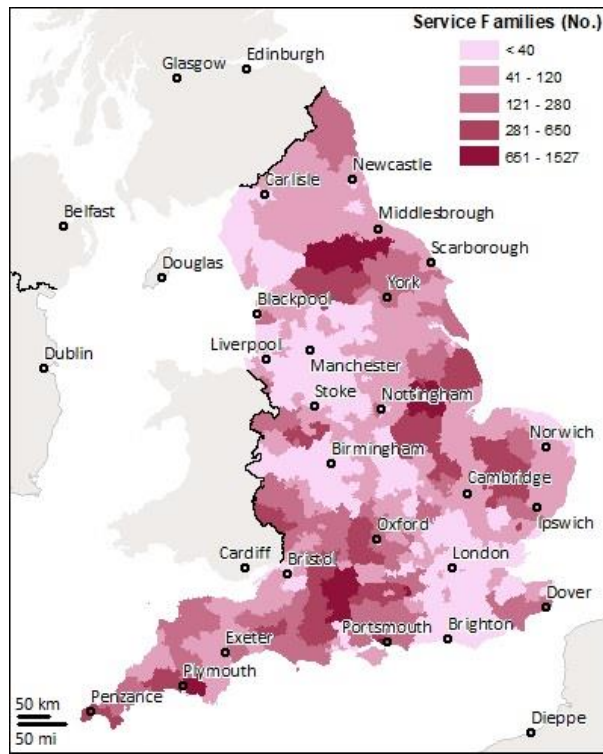 Service Families (No.)
< 40
41 - 120
121 - 280
281 - 650
651 - 1527
Edinburgh
Glasgow
Newcastle
Carlisle
Belfast
Middlesbrough
Scarborough
Douglas
York
Blackpool
Liverpool
Manchester
Dublin
Stoke
Nottingham
Norwich
Birmingham
Cambridge
Ipswich
Oxford
Cardiff
Bristol
London
Dover
Portsmouth
Brighton
Exeter
Plymouth
Penzance
50 km
50 mi
Dieppe